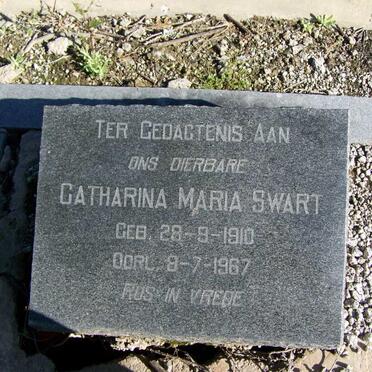 TER GEDAGTENIS AAN
ONS DIERBARE
CATHARINA MARIA SWART
GEB. 28-9-1910
OORL. 8-7-1967
RUS IN VREDE